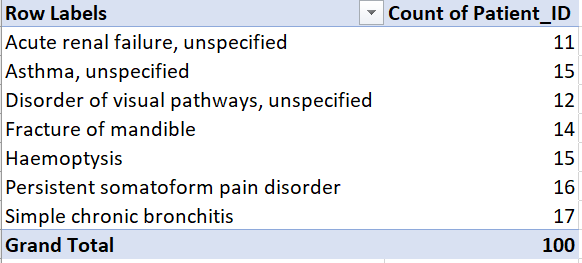 Row Labels Count of Patient_ID
Acute renal failure, unspecified 11
Asthma, unspecified 15
Disorder of visual pathways, unspecified 12
Fracture of mandible 14
Haemoptysis 15
Persistent somatoform pain disorder 16
Simple chronic bronchitis 17
Grand Total 100